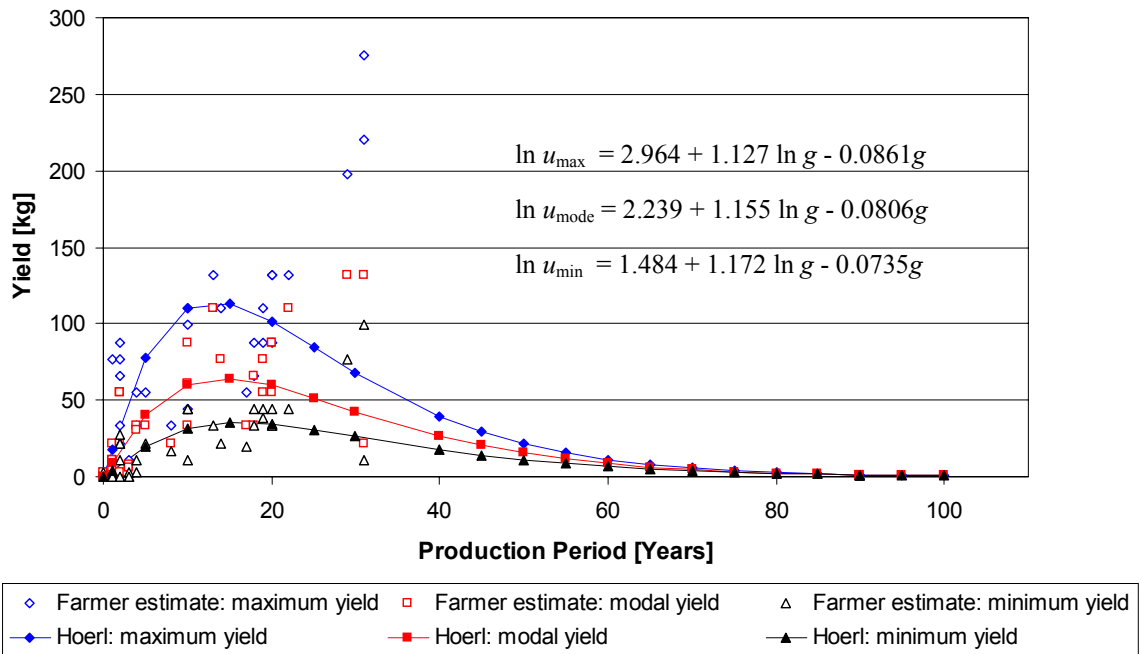 300
250
200
150
100
50
0
Yield [kg]
ln u_max = 2.964 + 1.127 ln g - 0.0861g
ln u_mode = 2.239 + 1.155 ln g - 0.0806g
ln u_min = 1.484 + 1.172 ln g - 0.0735g
0 20 40 60 80 100
Production Period [Years]
Farmer estimate: maximum yield Farmer estimate: modal yield Farmer estimate: minimum yield
Hoerl: maximum yield Hoerl: modal yield Hoerl: minimum yield